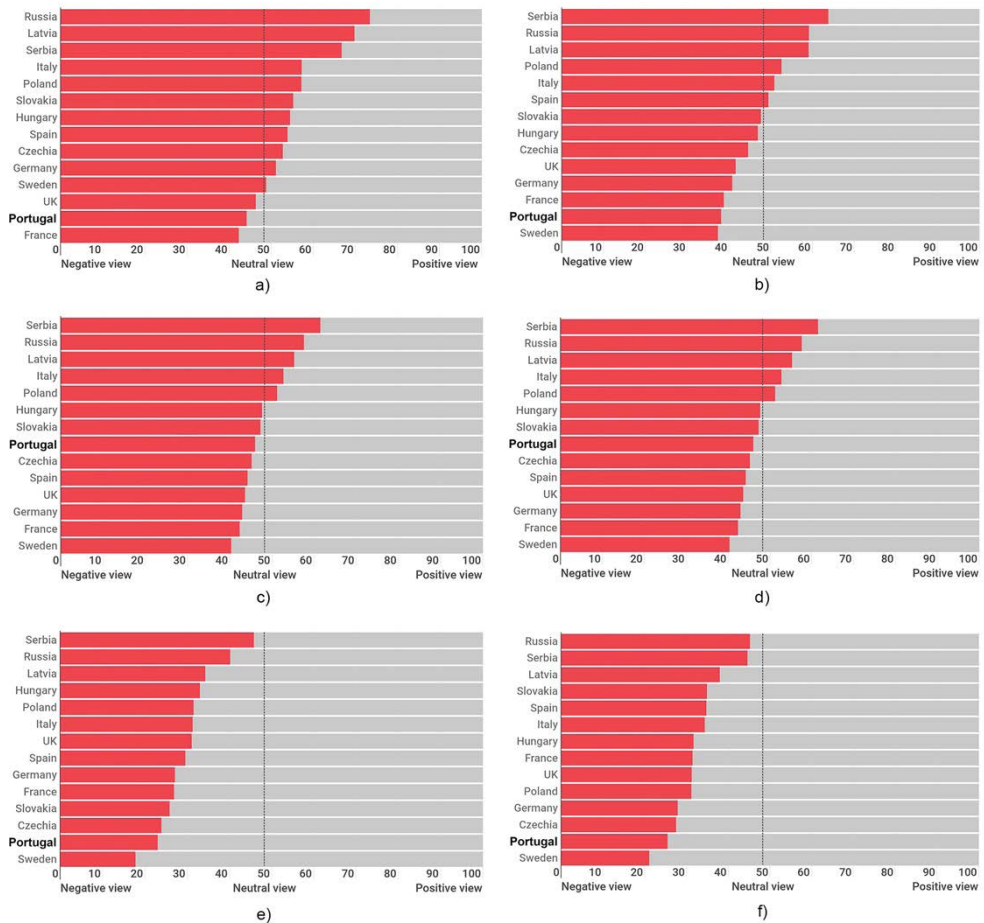 Russia
Latvia
Serbia
Italy
Poland
Slovakia
Hungary
Spain
Czechia
Germany
Sweden
UK
Portugal
France
0 10 20 30 40 50 60 70 80 90 100
Negative view Neutral view Positive view
a)
Serbia
Russia
Latvia
Poland
Italy
Spain
Slovakia
Hungary
Czechia
UK
Germany
France
Portugal
Sweden
0 10 20 30 40 50 60 70 80 90 100
Negative view Neutral view Positive view
b)
Serbia
Russia
Latvia
Italy
Poland
Hungary
Slovakia
Portugal
Czechia
Spain
UK
Germany
France
Sweden
0 10 20 30 40 50 60 70 80 90 100
Negative view Neutral view Positive view
c)
Serbia
Russia
Latvia
Italy
Poland
Hungary
Slovakia
Portugal
Czechia
Spain
UK
Germany
France
Sweden
0 10 20 30 40 50 60 70 80 90 100
Negative view Neutral view Positive view
d)
Serbia
Russia
Latvia
Hungary
Poland
Italy
UK
Spain
Germany
France
Slovakia
Czechia
Portugal
Sweden
0 10 20 30 40 50 60 70 80 90 100
Negative view Neutral view Positive view
e)
Russia
Serbia
Latvia
Slovakia
Spain
Italy
Hungary
France
UK
Poland
Germany
Czechia
Portugal
Sweden
0 10 20 30 40 50 60 70 80 90 100
Negative view Neutral view Positive view
f)